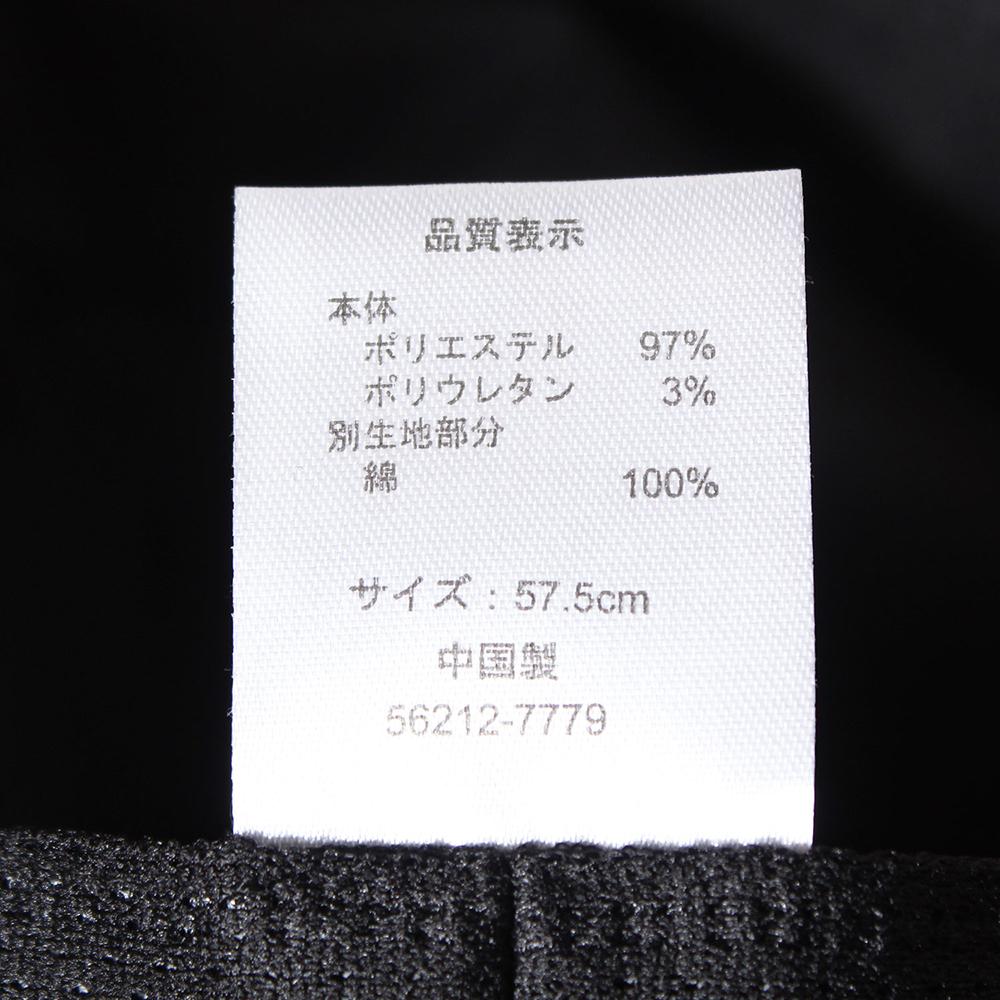 品質表示
本体
ポリエステル 97%
ポリウレタン 3%
別生地部分
綿 100%
サイズ：57.5cm
中国製
56212-7779